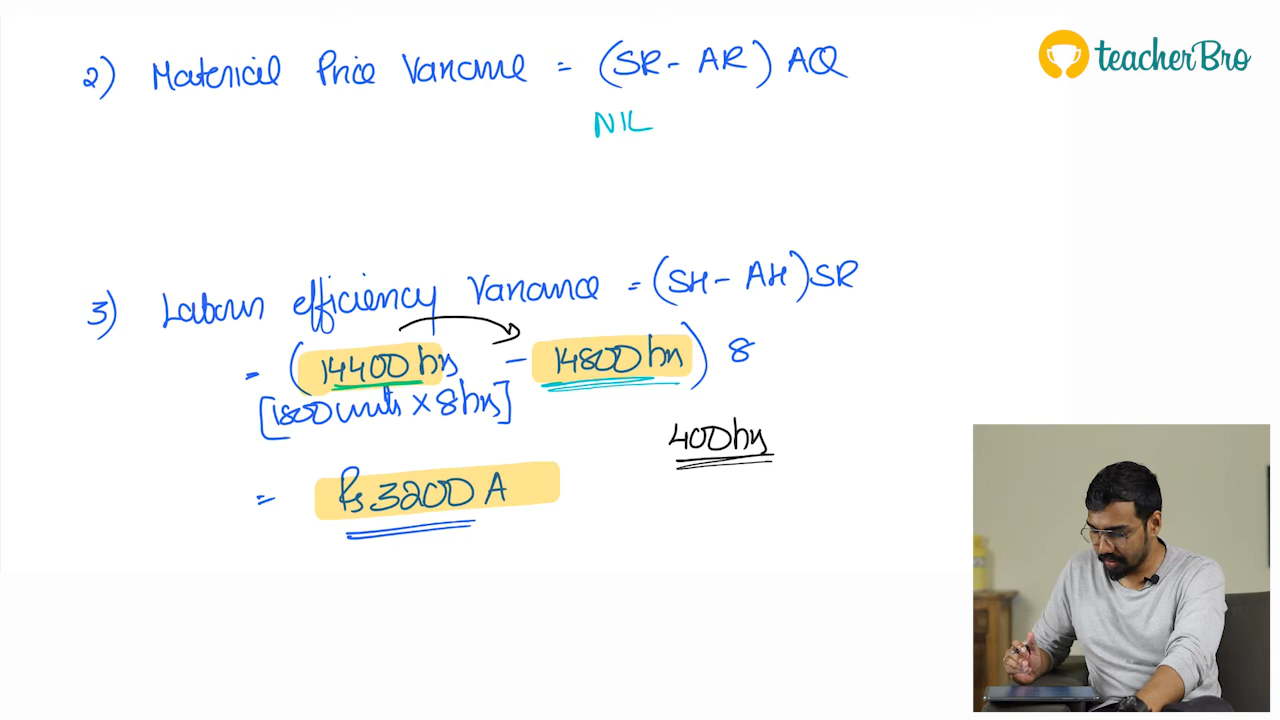 teacherBro
2) Material Price Variance = (SR - AR) AQ
NIL
3) Labour efficiency Variance = (SH - AH) SR
= (14400 hrs - 14800 hrs) 8
[1800 units × 8 hrs]
400 hrs
= Rs 3200 A